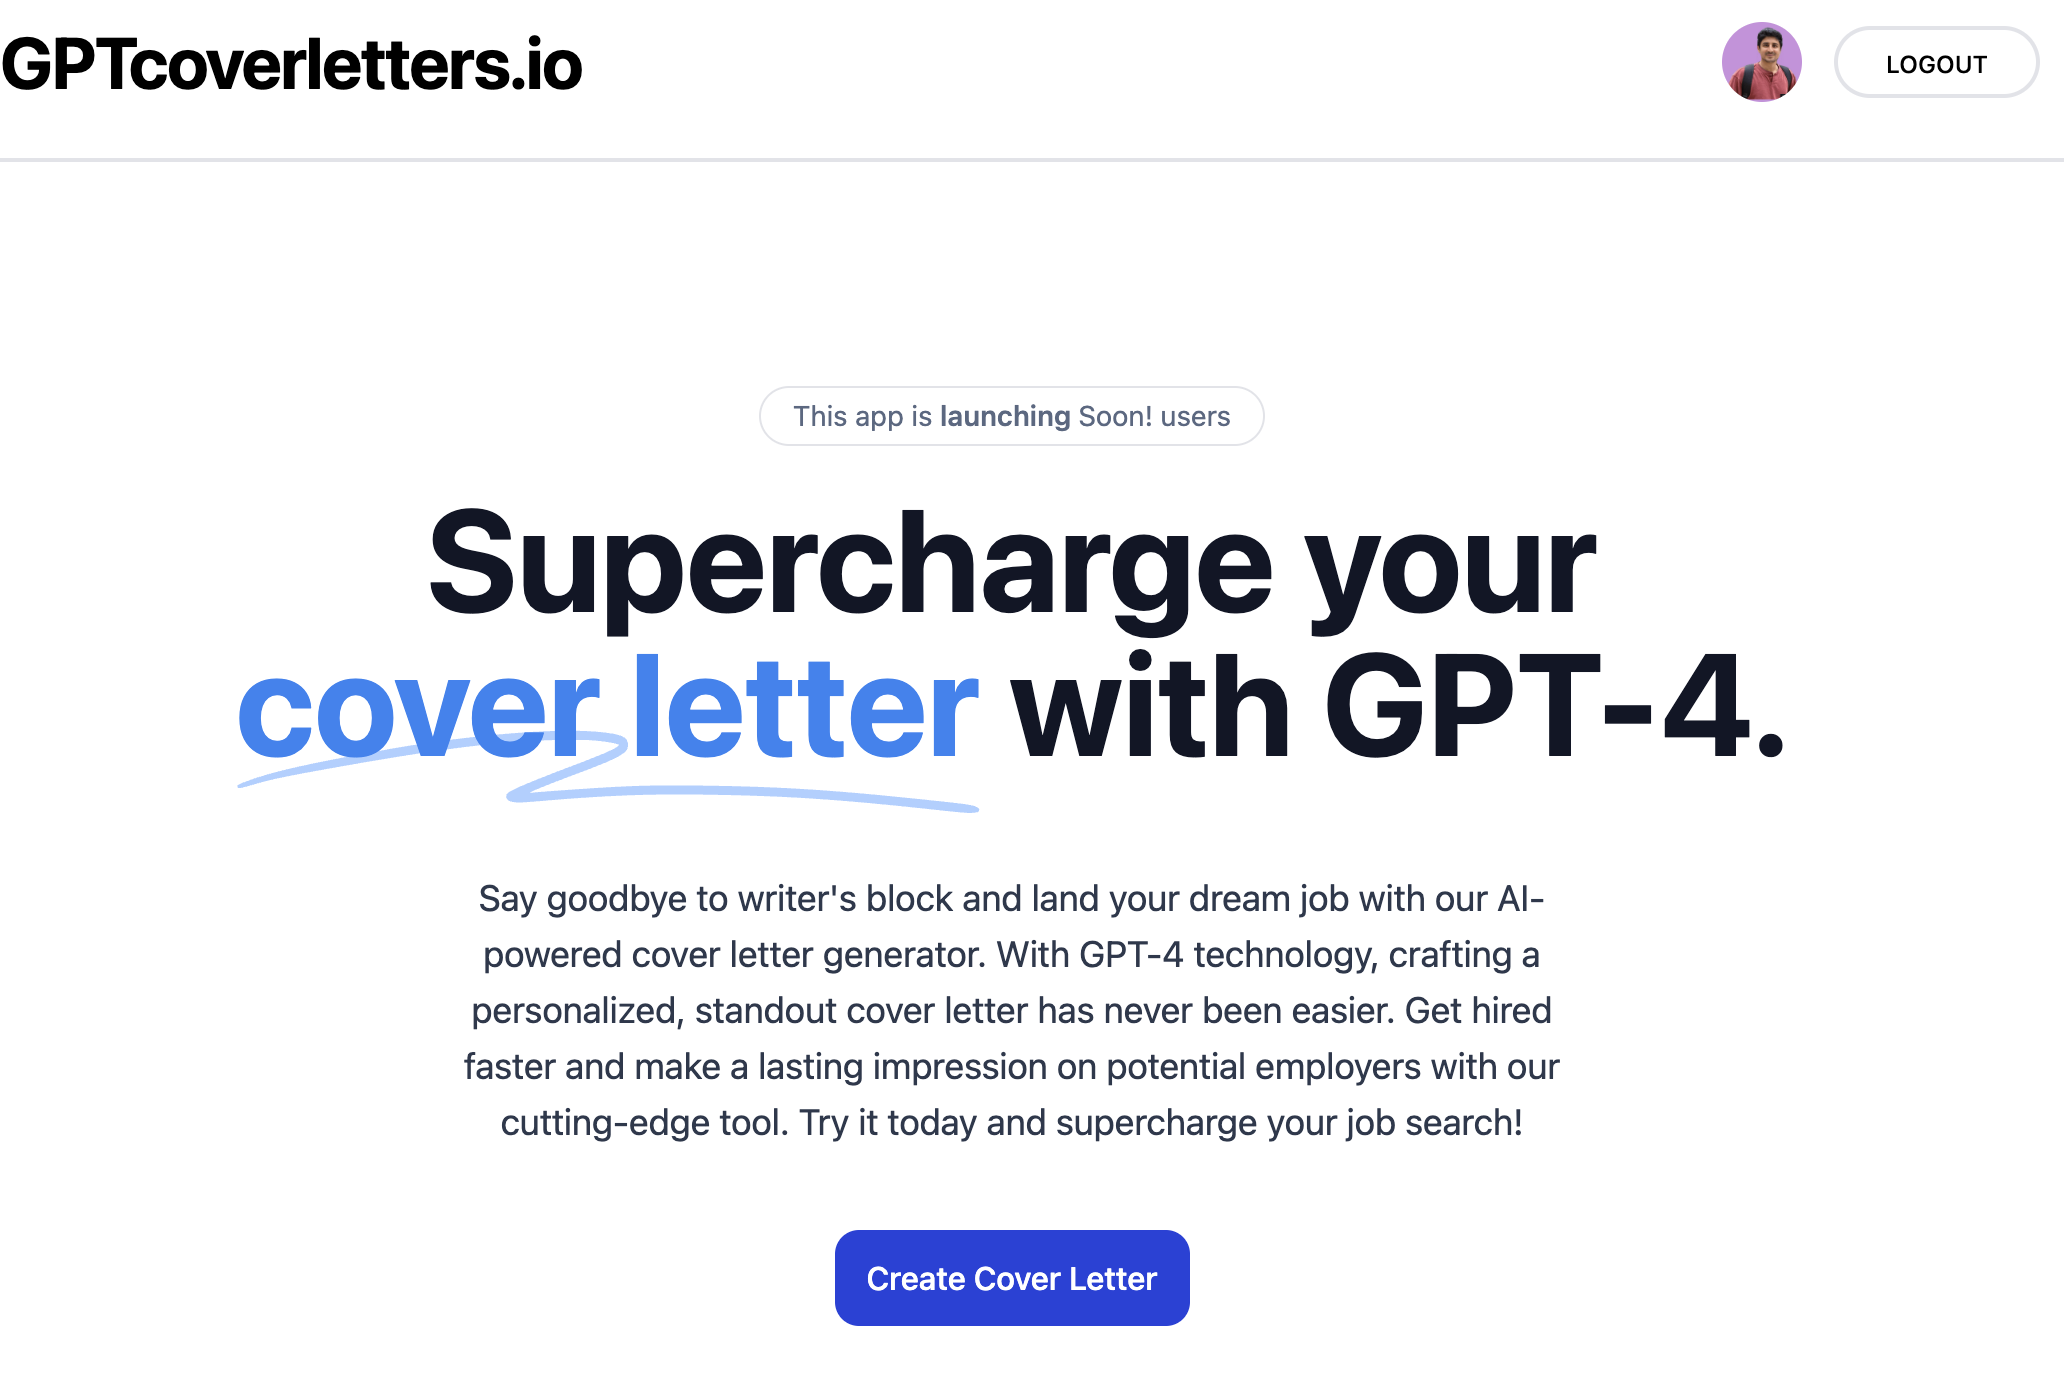 GPTcoverletters.io
LOGOUT
This app is launching Soon! users
Supercharge your
cover letter with GPT-4.
Say goodbye to writer's block and land your dream job with our AI-
powered cover letter generator. With GPT-4 technology, crafting a
personalized, standout cover letter has never been easier. Get hired
faster and make a lasting impression on potential employers with our
cutting-edge tool. Try it today and supercharge your job search!
Create Cover Letter